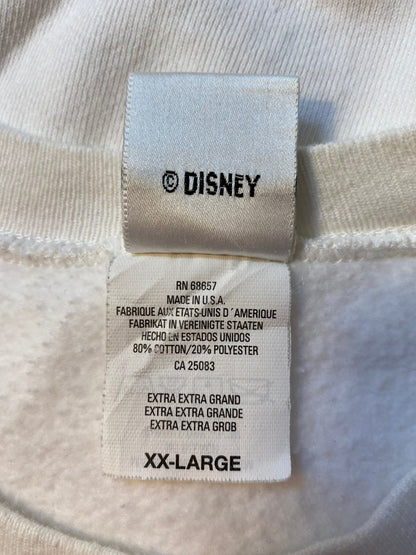 © DISNEY
RN 68657
MADE IN U.S.A.
FABRIQUE AUX ETATS-UNIS D´AMERIQUE
FABRIKAT IN VEREINIGTE STAATEN
HECHO EN ESTADOS UNIDOS
80% COTTON/20% POLYESTER
CA 25083
EXTRA EXTRA GRAND
EXTRA EXTRA GRANDE
EXTRA EXTRA GROB
XX-LARGE